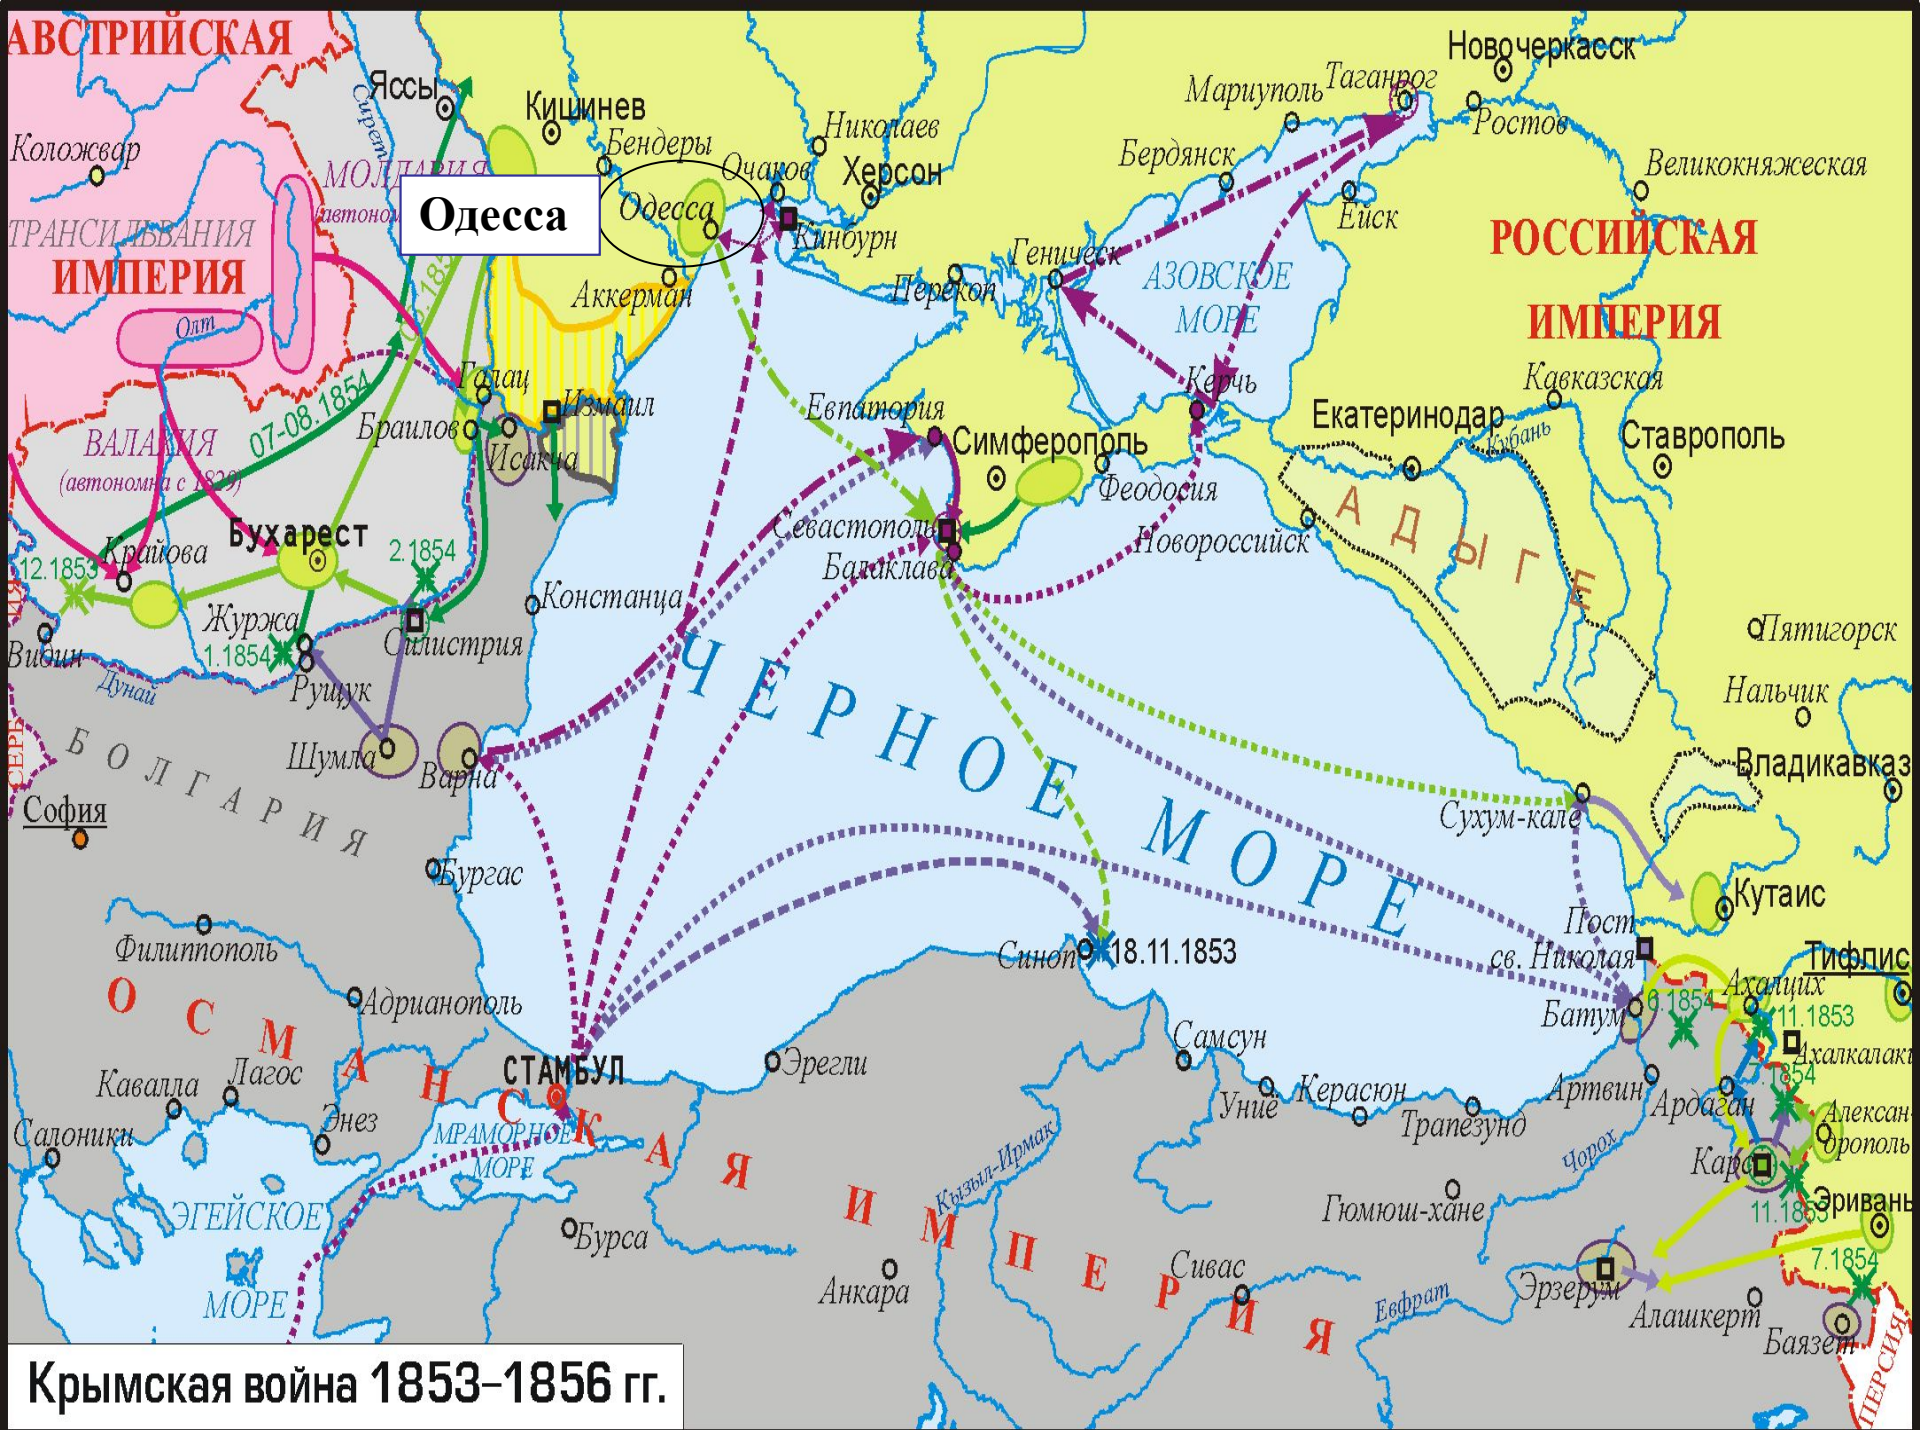 АВСТРИЙСКАЯ
Новочеркасск
Яссы
Сирет
Кишинев
Мариуполь
Таганрог
Ростов
Коложвар
Бендеры
Николаев
Бердянск
Великокняжеская
МОЛДАВИЯ
Очаков
Херсон
Ейск
Одесса
Одесса
ТРАНСИЛЬВАНИЯ
Кинбурн
РОССИЙСКАЯ
ИМПЕРИЯ
Геническ
АЗОВСКОЕ
МОРЕ
Аккерман
Перекоп
ИМПЕРИЯ
Олт
Галац
Керчь
Кавказская
07-08.1854
Измаил
Евпатория
Екатеринодар
Кубань
Ставрополь
ВАЛАХИЯ
(автономна с 1829)
Браилов
Исакча
Симферополь
Феодосия
АДЫГЕ
Бухарест
Севастополь
Новороссийск
12.1853
Крайова
2.1854
Балаклава
Констанца
Журжа
1.1854
Силистрия
Пятигорск
Видин
Дунай
Рущук
ЧЕРНОЕ МОРЕ
Нальчик
БОЛГАРИЯ
Шумла
Варна
Владикавказ
София
Сухум-кале
Бургас
Кутаис
Филиппополь
Синоп
18.11.1853
Пост
св. Николая
Тифлис
ОСМАНСКАЯ ИМПЕРИЯ
Адрианополь
Батум
6.1854
Ахалцих
11.1853
Ахалкалаки
СТАМБУЛ
Эрегли
Самсун
Кавалла
Лагос
Энез
МРАМОРНОЕ
МОРЕ
Униё
Керасюн
Трапезунд
Артвин
Ардаган
Алексан-
дрополь
Салоники
Чорох
Карс
Кызыл-Ирмак
ЭГЕЙСКОЕ
МОРЕ
Бурса
Гюмюш-хане
11.1853
Эривань
Анкара
Сивас
Евфрат
Эрзерум
Алашкерт
7.1854
Баязет
ПЕРСИЯ
Крымская война 1853–1856 гг.